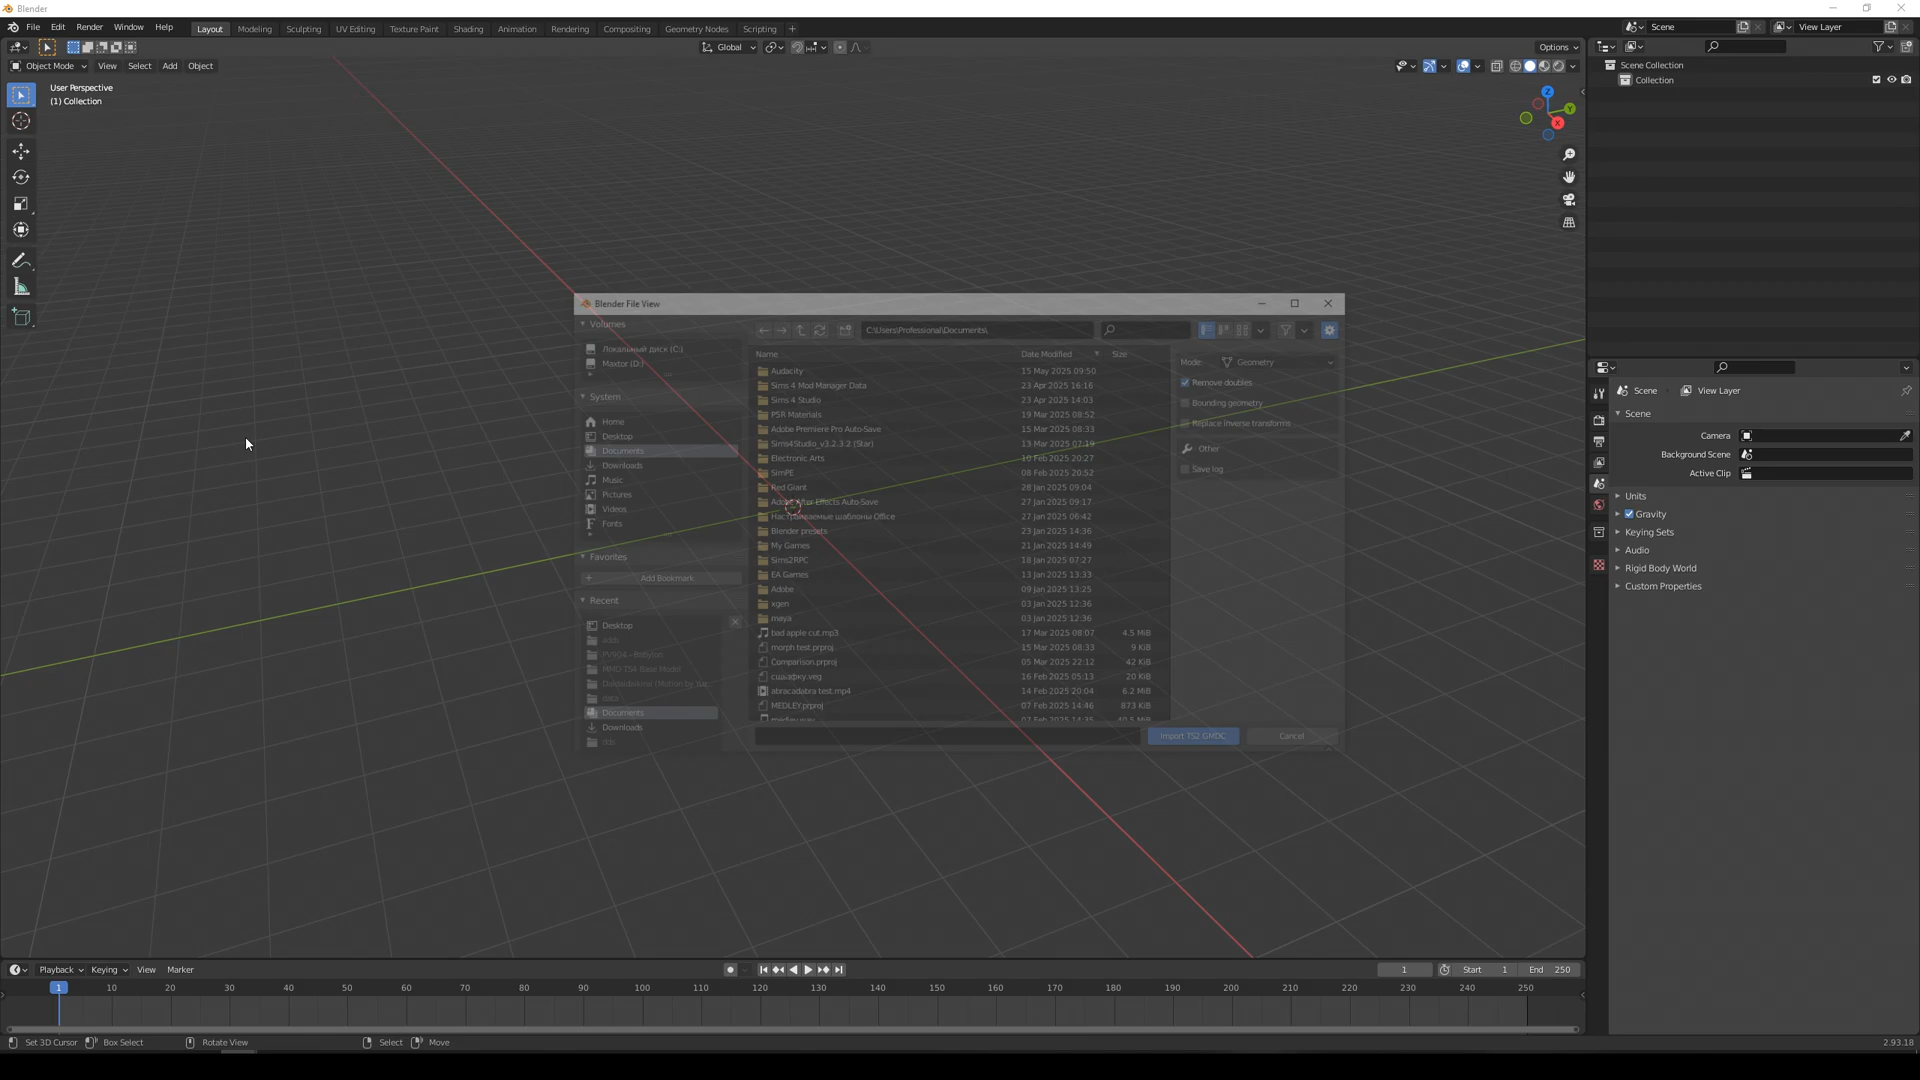 Blender
File Edit Render Window Help Layout Modeling Sculpting UV Editing Texture Paint Shading Animation Rendering Compositing Geometry Nodes Scripting + Scene View Layer
Global Options
Object Mode View Select Add Object
Scene Collection
Collection
User Perspective
(1) Collection
Z
Y
X
Blender File View
Volumes
C:\Users\Professional\Documents\
Локальный диск (C:)
Maxtor (D:)
System
Home
Desktop
Documents
Downloads
Music
Pictures
Videos
Fonts
Favorites
Add Bookmark
Recent
Desktop
addt
PV904 - Babylon
MHD TS4 Base Model
data
Documents
Downloads
dds
Name Date Modified Size
Audacity 15 May 2025 09:50
Sims 4 Mod Manager Data 23 Apr 2025 16:16
Sims 4 Studio 23 Apr 2025 14:03
PSR Materials 19 Mar 2025 08:52
Adobe Premiere Pro Auto-Save 15 Mar 2025 08:33
Sims4Studio_v3.2.3.2 (Star) 13 Mar 2025 07:19
Electronic Arts 10 Feb 2025 20:27
SimPE 08 Feb 2025 20:52
Red Giant 28 Jan 2025 09:04
Adobe After Effects Auto-Save 27 Jan 2025 09:17
Настраиваемые шаблоны Office 27 Jan 2025 06:42
Blender presets 23 Jan 2025 14:36
My Games 21 Jan 2025 14:49
Sims2RPC 18 Jan 2025 07:27
EA Games 13 Jan 2025 13:33
Adobe 09 Jan 2025 13:25
xgen 03 Jan 2025 12:36
maya 03 Jan 2025 12:36
bad apple cut.mp3 17 Mar 2025 08:07 4.5 MiB
morph test.prproj 15 Mar 2025 08:33 9 KiB
Comparison.prproj 05 Mar 2025 22:12 42 KiB
сшьафку.veg 16 Feb 2025 05:13 20 KiB
abracadabra test.mp4 14 Feb 2025 20:04 6.2 MiB
MEDLEY.prproj 07 Feb 2025 14:46 873 KiB
Mode: Geometry
Remove doubles
Bounding geometry
Replace inverse transforms
Other
Save log
Import TS2 GMDC Cancel
Scene View Layer
Scene
Camera
Background Scene
Active Clip
Units
Gravity
Keying Sets
Audio
Rigid Body World
Custom Properties
Playback Keying View Marker 1 Start 1 End 250
1 10 20 30 40 50 60 70 80 90 100 110 120 130 140 150 160 170 180 190 200 210 220 230 240 250
Set 3D Cursor Box Select Rotate View Select Move 2.93.18